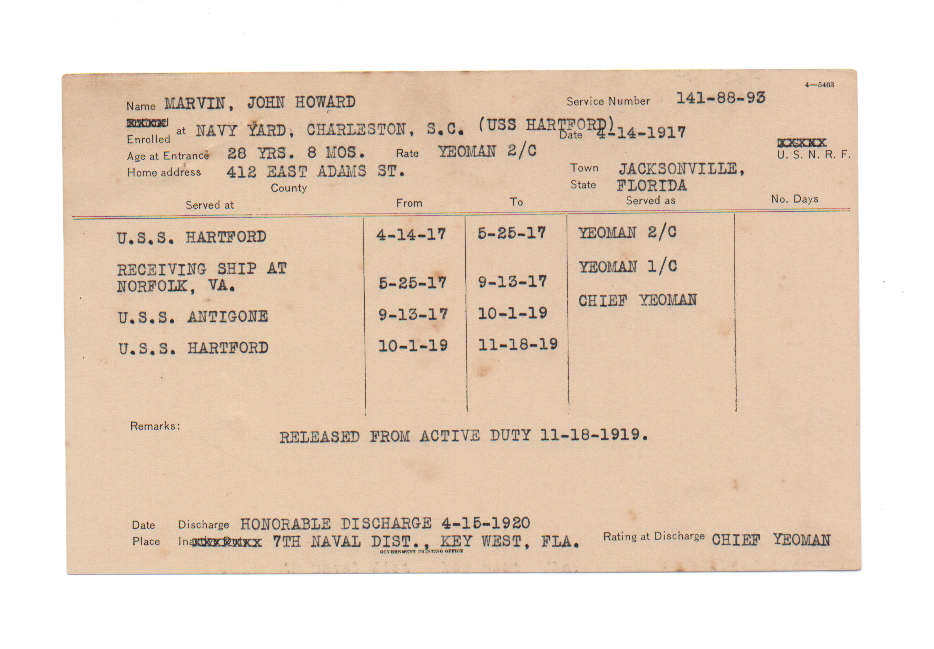 4—5463
Name MARVIN, JOHN HOWARD Service Number 141-88-93
Enrolled at NAVY YARD, CHARLESTON, S.C. (USS HARTFORD) Date 4-14-1917
Age at Entrance 28 YRS. 8 MOS. Rate YEOMAN 2/C U. S. N. R. F.
Home address 412 EAST ADAMS ST. Town JACKSONVILLE,
County State FLORIDA
Served at From To Served as No. Days
U.S.S. HARTFORD 4-14-17 5-25-17 YEOMAN 2/C
RECEIVING SHIP AT YEOMAN 1/C
NORFOLK, VA. 5-25-17 9-13-17
CHIEF YEOMAN
U.S.S. ANTIGONE 9-13-17 10-1-19
U.S.S. HARTFORD 10-1-19 11-18-19
Remarks:
RELEASED FROM ACTIVE DUTY 11-18-1919.
Date Discharge HONORABLE DISCHARGE 4-15-1920
Place 7TH NAVAL DIST., KEY WEST, FLA. Rating at Discharge CHIEF YEOMAN
GOVERNMENT PRINTING OFFICE